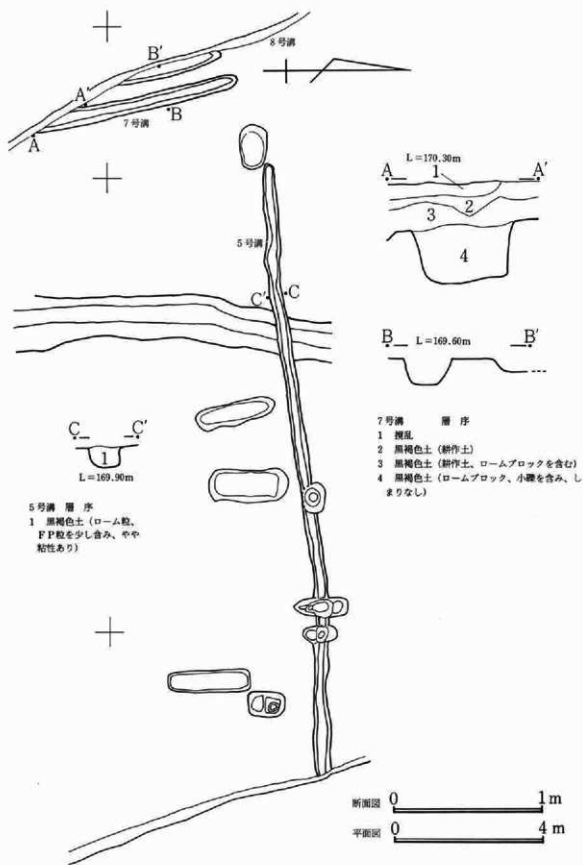 8号溝
B'
A'
7号溝
B
A
L=170.30m
A
A'
1
2
3
4
5号溝
C'
C
B
L=169.60m
B'
C
C'
1
L=169.90m
5号溝 層序
1 黒褐色土(ローム粒、
FP粒を少し含み、やや
粘性あり)
7号溝 層序
1 攪乱
2 黒褐色土(耕作土)
3 黒褐色土(耕作土、ロームブロックを含む)
4 黒褐色土(ロームブロック、小礫を含み、し
まりなし)
断面図 0 1m
平面図 0 4m